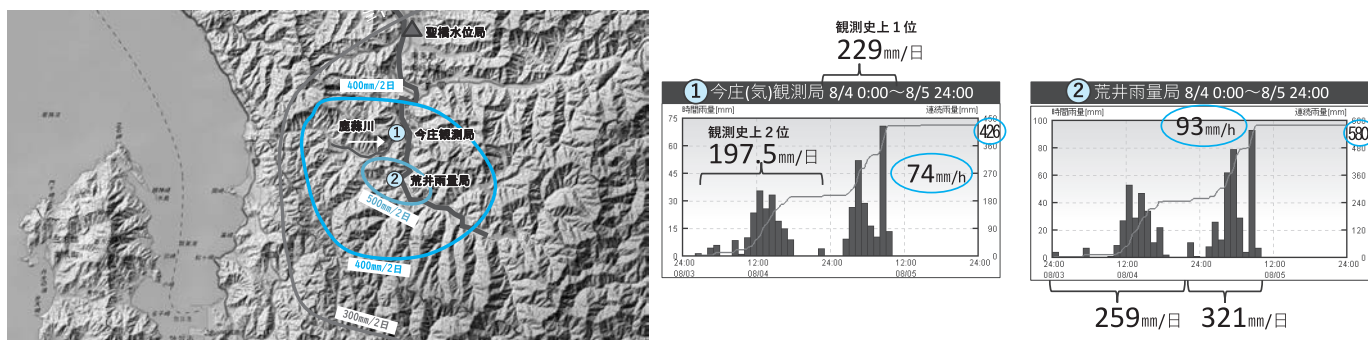 聖橋水位局
400mm/2日
鹿蒜川
1
今庄観測局
2
荒井雨量局
500mm/2日
400mm/2日
300mm/2日
観測史上１位
229mm/日
1 今庄(気)観測局 8/4 0:00～8/5 24:00
時間雨量[mm]
連続雨量[mm]
75
60
45
30
15
0
450
426
360
270
180
90
0
観測史上２位
197.5mm/日
74mm/h
24:00
12:00
24:00
12:00
24:00
08/03
08/04
08/05
2 荒井雨量局 8/4 0:00～8/5 24:00
時間雨量[mm]
連続雨量[mm]
100
80
60
40
20
0
600
580
480
360
240
120
0
93mm/h
24:00
12:00
24:00
12:00
24:00
08/03
08/04
08/05
259mm/日
321mm/日